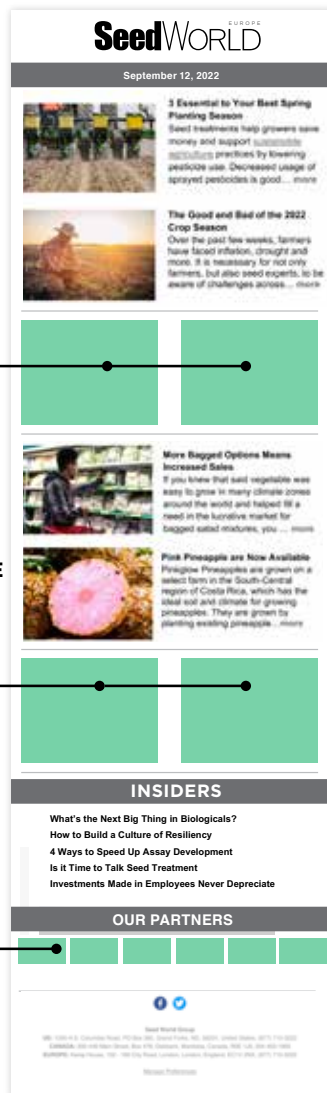 EUROPE
SeedWORLD
September 12, 2022
3 Essential to Your Best Spring
Planting Season
Seed treatments help growers save
money and support sustainable
agriculture practices by lowering
pesticide use. Decreased usage of
sprayed pesticides is good... more
The Good and Bad of the 2022
Crop Season
Over the past few weeks, farmers
have faced inflation, drought and
more. It is necessary for not only
farmers, but also seed experts, to be
aware of challenges across... more
More Bagged Options Means
Increased Sales
If you knew that said vegetable was
easy to grow in many climate zones
around the world and helped fill a
need in the lucrative market for
bagged salad mixtures, you ... more
E
Pink Pineapple are Now Available
Pinkglow Pineapples are grown on a
select farm in the South-Central
region of Costa Rica, which has the
ideal soil and climate for growing
pineapples. They are grown by
planting existing pineapple... more
INSIDERS
What's the Next Big Thing in Biologicals?
How to Build a Culture of Resiliency
4 Ways to Speed Up Assay Development
Is it Time to Talk Seed Treatment
Investments Made in Employees Never Depreciate
OUR PARTNERS
Seed World Group
Manage Preferences